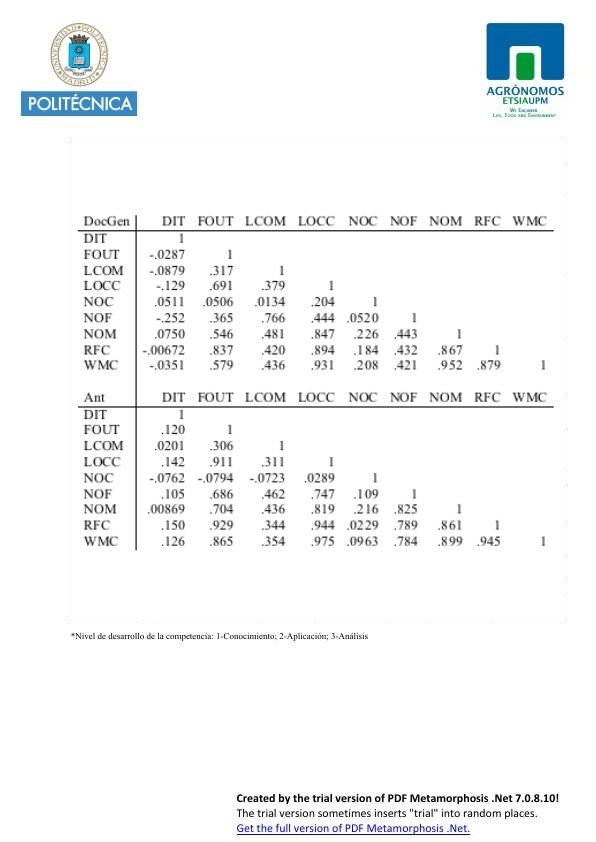 UNIVERSIDAD POLITÉCNICA
MADRID
POLITÉCNICA
AGRÓNOMOS
ETSIAUPM
WE ENGINEER
LIFE, FOOD AND ENVIRONMENT
DocGen DIT FOUT LCOM LOCC NOC NOF NOM RFC WMC
DIT 1
FOUT -.0287 1
LCOM -.0879 .317 1
LOCC -.129 .691 .379 1
NOC .0511 .0506 .0134 .204 1
NOF -.252 .365 .766 .444 .0520 1
NOM .0750 .546 .481 .847 .226 .443 1
RFC -.00672 .837 .420 .894 .184 .432 .867 1
WMC -.0351 .579 .436 .931 .208 .421 .952 .879 1
Ant DIT FOUT LCOM LOCC NOC NOF NOM RFC WMC
DIT 1
FOUT .120 1
LCOM .0201 .306 1
LOCC .142 .911 .311 1
NOC -.0762 -.0794 -.0723 .0289 1
NOF .105 .686 .462 .747 .109 1
NOM .00869 .704 .436 .819 .216 .825 1
RFC .150 .929 .344 .944 .0229 .789 .861 1
WMC .126 .865 .354 .975 .0963 .784 .899 .945 1
*Nivel de desarrollo de la competencia: 1-Conocimiento; 2-Aplicación; 3-Análisis
Created by the trial version of PDF Metamorphosis .Net 7.0.8.10!
The trial version sometimes inserts "trial" into random places.
Get the full version of PDF Metamorphosis .Net.